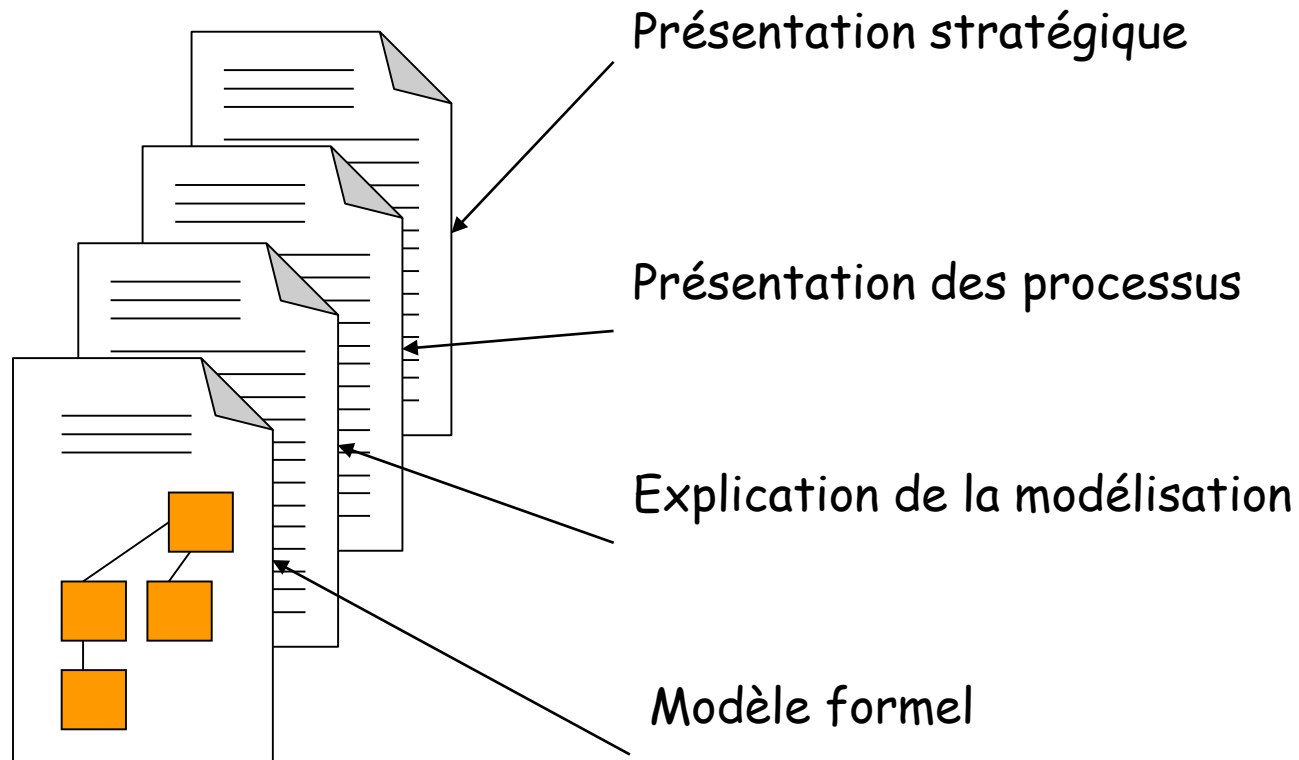 Présentation stratégique
Présentation des processus
Explication de la modélisation
Modèle formel